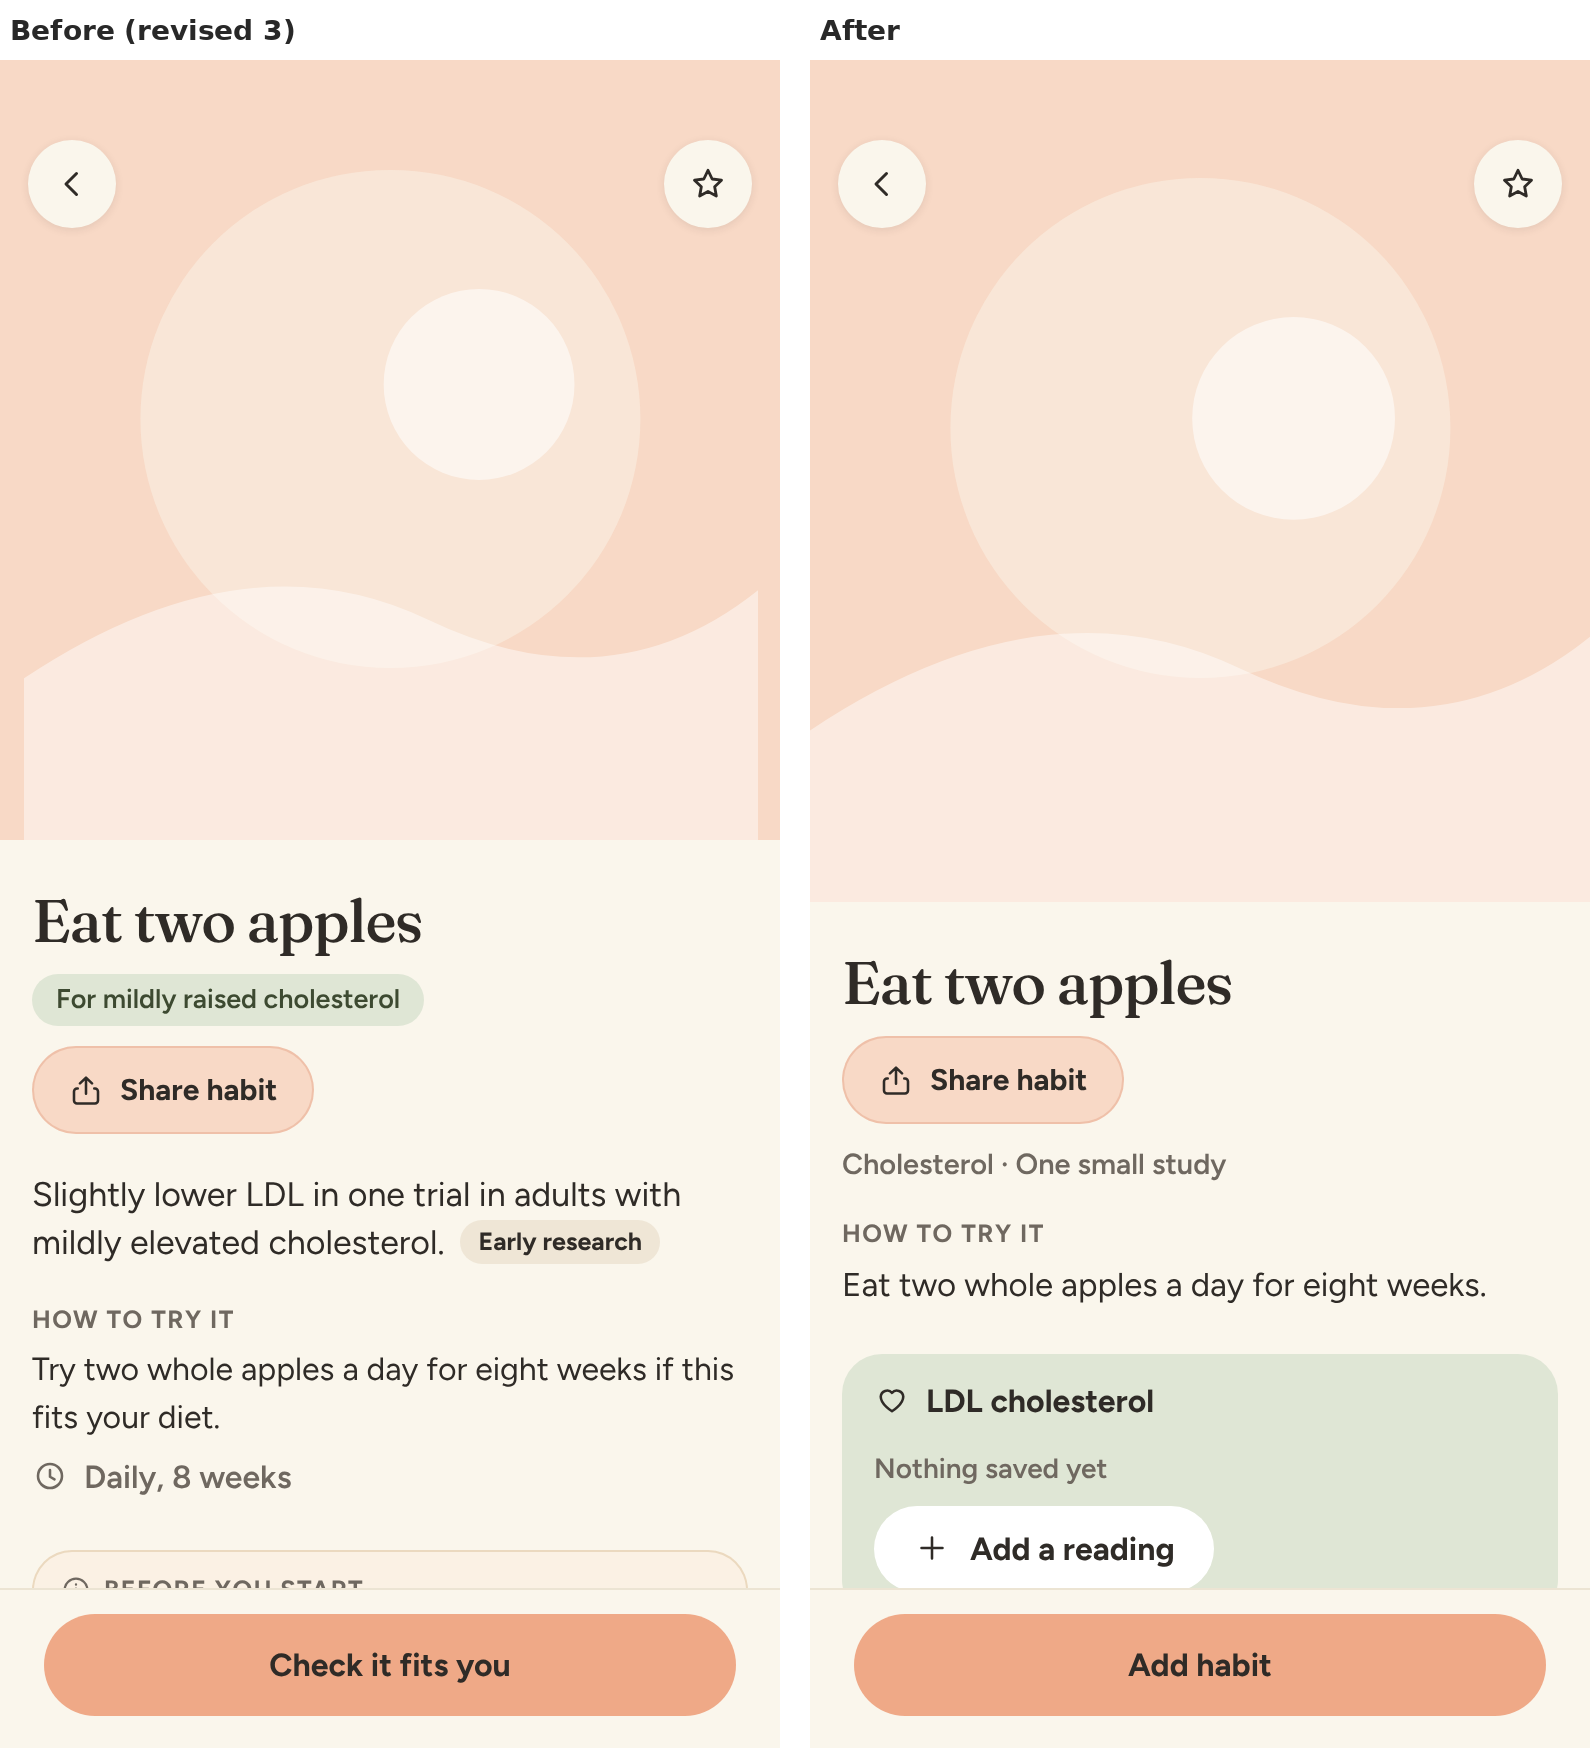 Before (revised 3)
Eat two apples
For mildly raised cholesterol
Share habit
Slightly lower LDL in one trial in adults with
mildly elevated cholesterol. Early research
HOW TO TRY IT
Try two whole apples a day for eight weeks if this
fits your diet.
Daily, 8 weeks
BEFORE YOU START
Check it fits you
After
Eat two apples
Share habit
Cholesterol · One small study
HOW TO TRY IT
Eat two whole apples a day for eight weeks.
LDL cholesterol
Nothing saved yet
Add a reading
Add habit